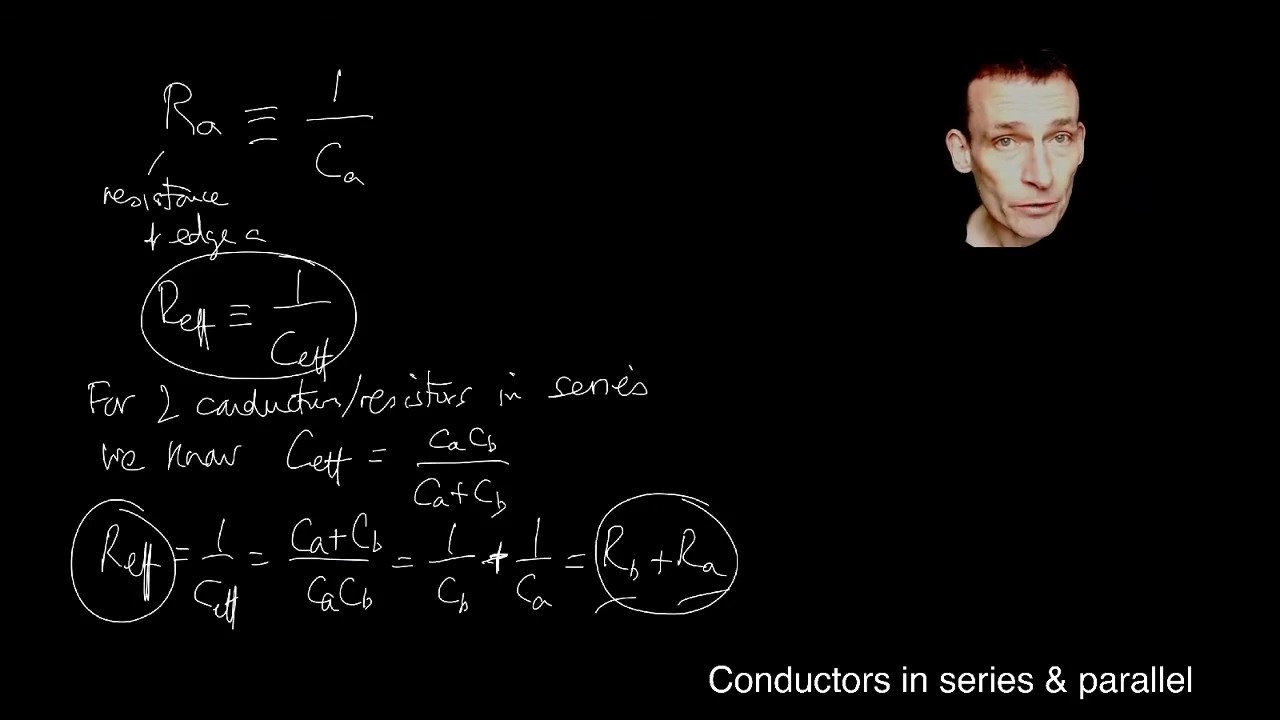 Ra ≡ 1/Ca
resistance
of edge a
Reff ≡ 1/Ceff
For 2 conductors/resistors in series
we know Ceff = CaCb/(Ca+Cb)
Reff = 1/Ceff = (Ca+Cb)/(CaCb) = 1/Cb + 1/Ca = Rb + Ra
Conductors in series & parallel